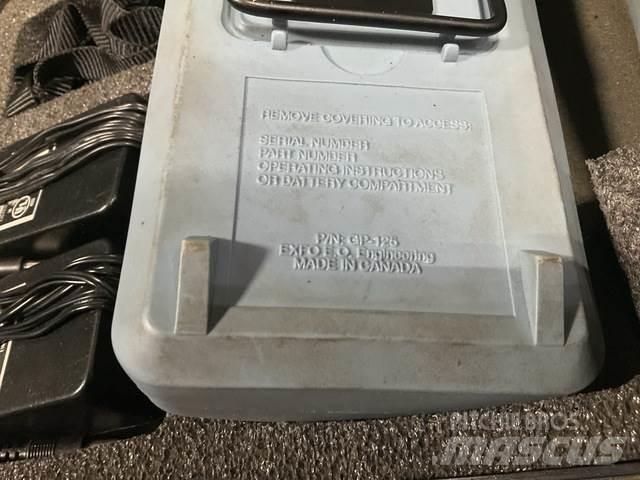 REMOVE COVERING TO ACCESS:
SERIAL NUMBER
PART NUMBER
OPERATING INSTRUCTIONS
OR BATTERY COMPARTMENT
P/N: GP-125
EXFO E.O. Engineering
MADE IN CANADA
RITCHIE BROS
MASCUS